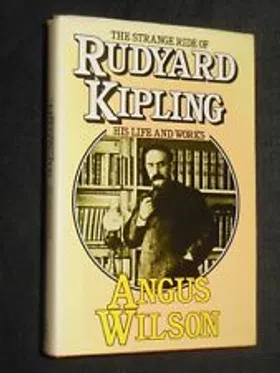 THE STRANGE RIDE OF
RUDYARD
KIPLING
HIS LIFE AND WORKS
ANGUS
WILSON